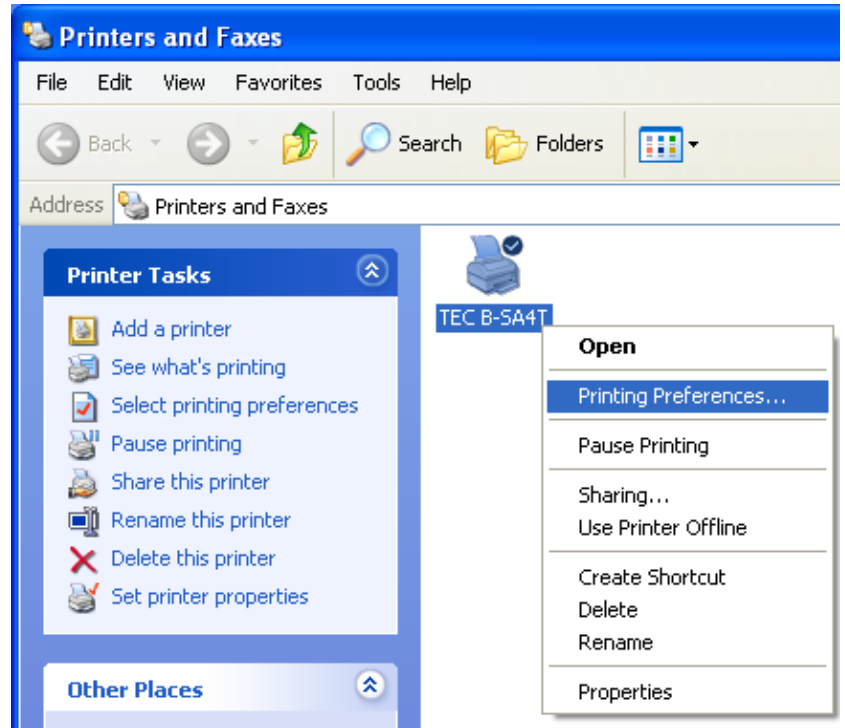 Printers and Faxes
File Edit View Favorites Tools Help
Back Search Folders
Address Printers and Faxes
Printer Tasks
Add a printer
See what's printing
Select printing preferences
Pause printing
Share this printer
Rename this printer
Delete this printer
Set printer properties
Other Places
TEC B-SA4T
Open
Printing Preferences...
Pause Printing
Sharing...
Use Printer Offline
Create Shortcut
Delete
Rename
Properties